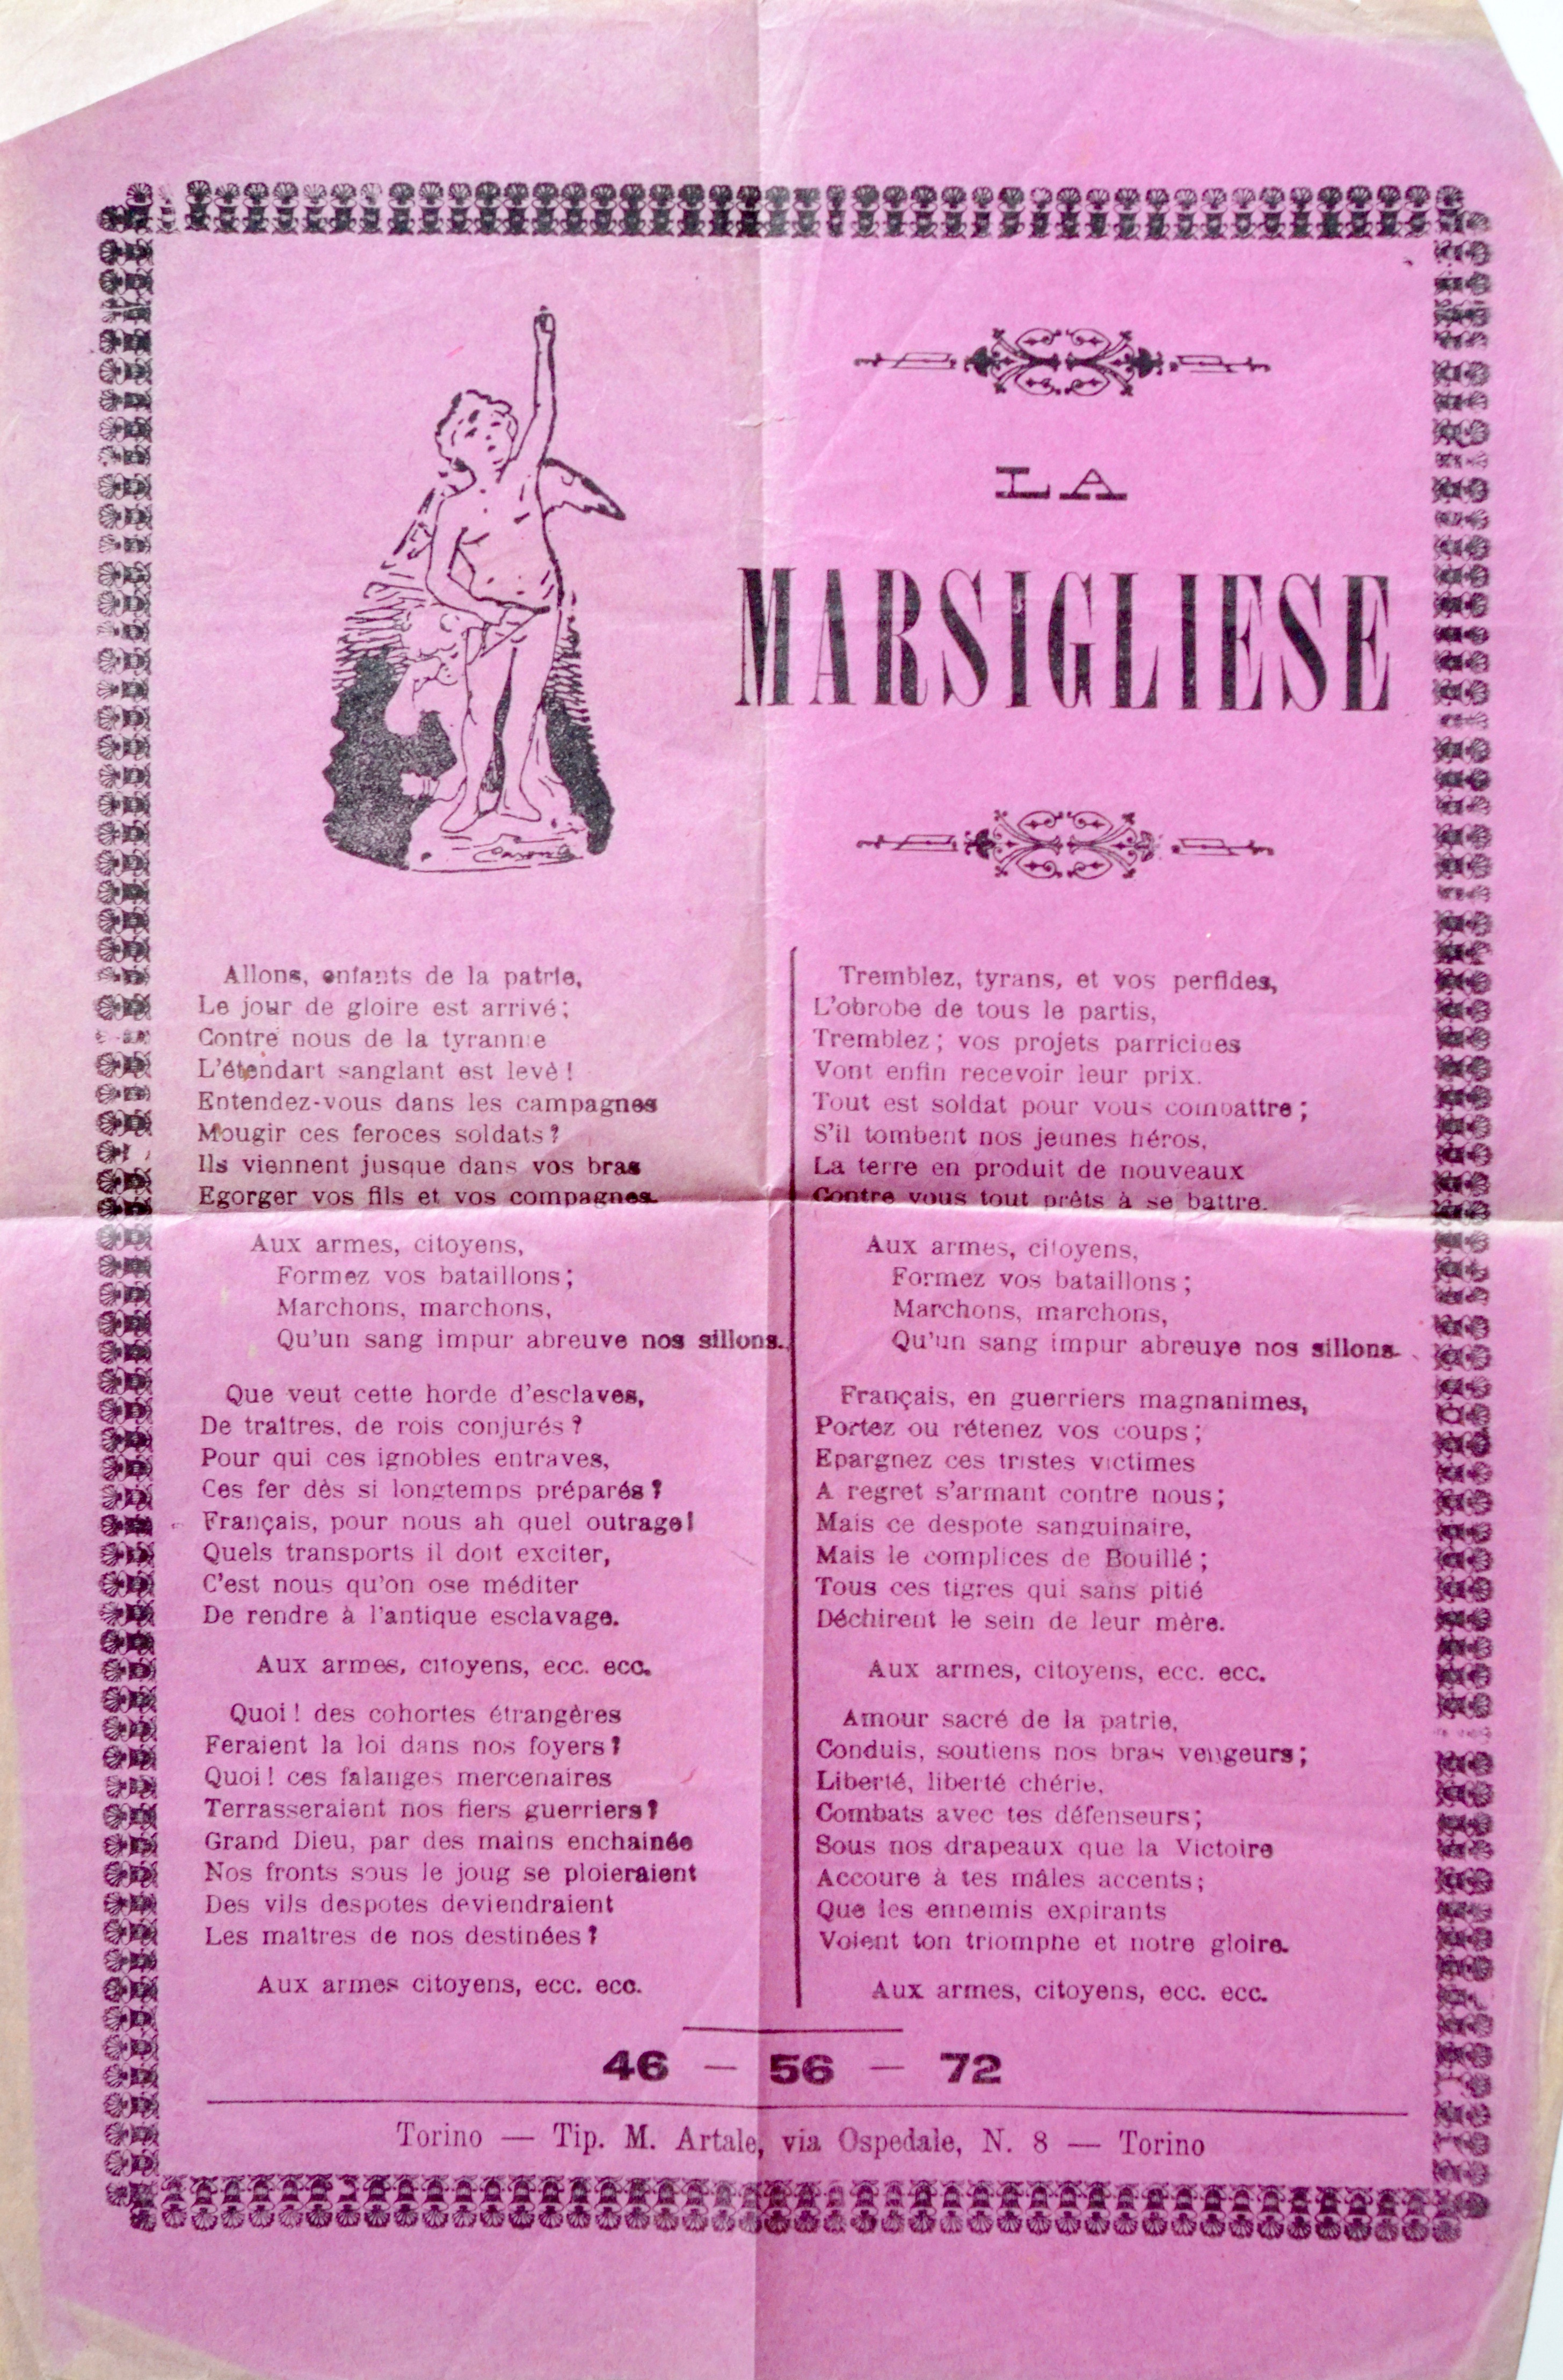 LA
MARSIGLIESE
Allons, enfants de la patrie,
Le jour de gloire est arrivé;
Contre nous de la tyrannie
L'étendart sanglant est levè!
Entendez-vous dans les campagnes
Mougir ces feroces soldats?
Ils viennent jusque dans vos bras
Egorger vos fils et vos compagnes.
Aux armes, citoyens,
Formez vos bataillons;
Marchons, marchons,
Qu'un sang impur abreuve nos sillons.
Que veut cette horde d'esclaves,
De traîtres, de rois conjurés?
Pour qui ces ignobles entraves,
Ces fer dès si longtemps préparés?
Français, pour nous ah quel outrage!
Quels transports il doit exciter,
C'est nous qu'on ose méditer
De rendre à l'antique esclavage.
Aux armes, citoyens, ecc. ecc.
Quoi! des cohortes étrangères
Feraient la loi dans nos foyers?
Quoi! ces falanges mercenaires
Terrasseraient nos fiers guerriers?
Grand Dieu, par des mains enchainée
Nos fronts sous le joug se ploieraient
Des vils despotes deviendraient
Les maîtres de nos destinées?
Aux armes citoyens, ecc. ecc.
Tremblez, tyrans, et vos perfides,
L'obrobe de tous le partis,
Tremblez; vos projets parricides
Vont enfin recevoir leur prix.
Tout est soldat pour vous combattre;
S'il tombent nos jeunes héros,
La terre en produit de nouveaux
Contre vous tout prêts à se battre.
Aux armes, citoyens,
Formez vos bataillons;
Marchons, marchons,
Qu'un sang impur abreuve nos sillons.
Français, en guerriers magnanimes,
Portez ou rétenez vos coups;
Epargnez ces tristes victimes
A regret s'armant contre nous;
Mais ce despote sanguinaire,
Mais le complices de Bouillé;
Tous ces tigres qui sans pitié
Déchirent le sein de leur mère.
Aux armes, citoyens, ecc. ecc.
Amour sacré de la patrie,
Conduis, soutiens nos bras vengeurs;
Liberté, liberté chérie,
Combats avec tes défenseurs;
Sous nos drapeaux que la Victoire
Accoure à tes mâles accents;
Que les ennemis expirants
Voient ton triomphe et notre gloire.
Aux armes, citoyens, ecc. ecc.
46 — 56 — 72
Torino — Tip. M. Artale, via Ospedale, N. 8 — Torino